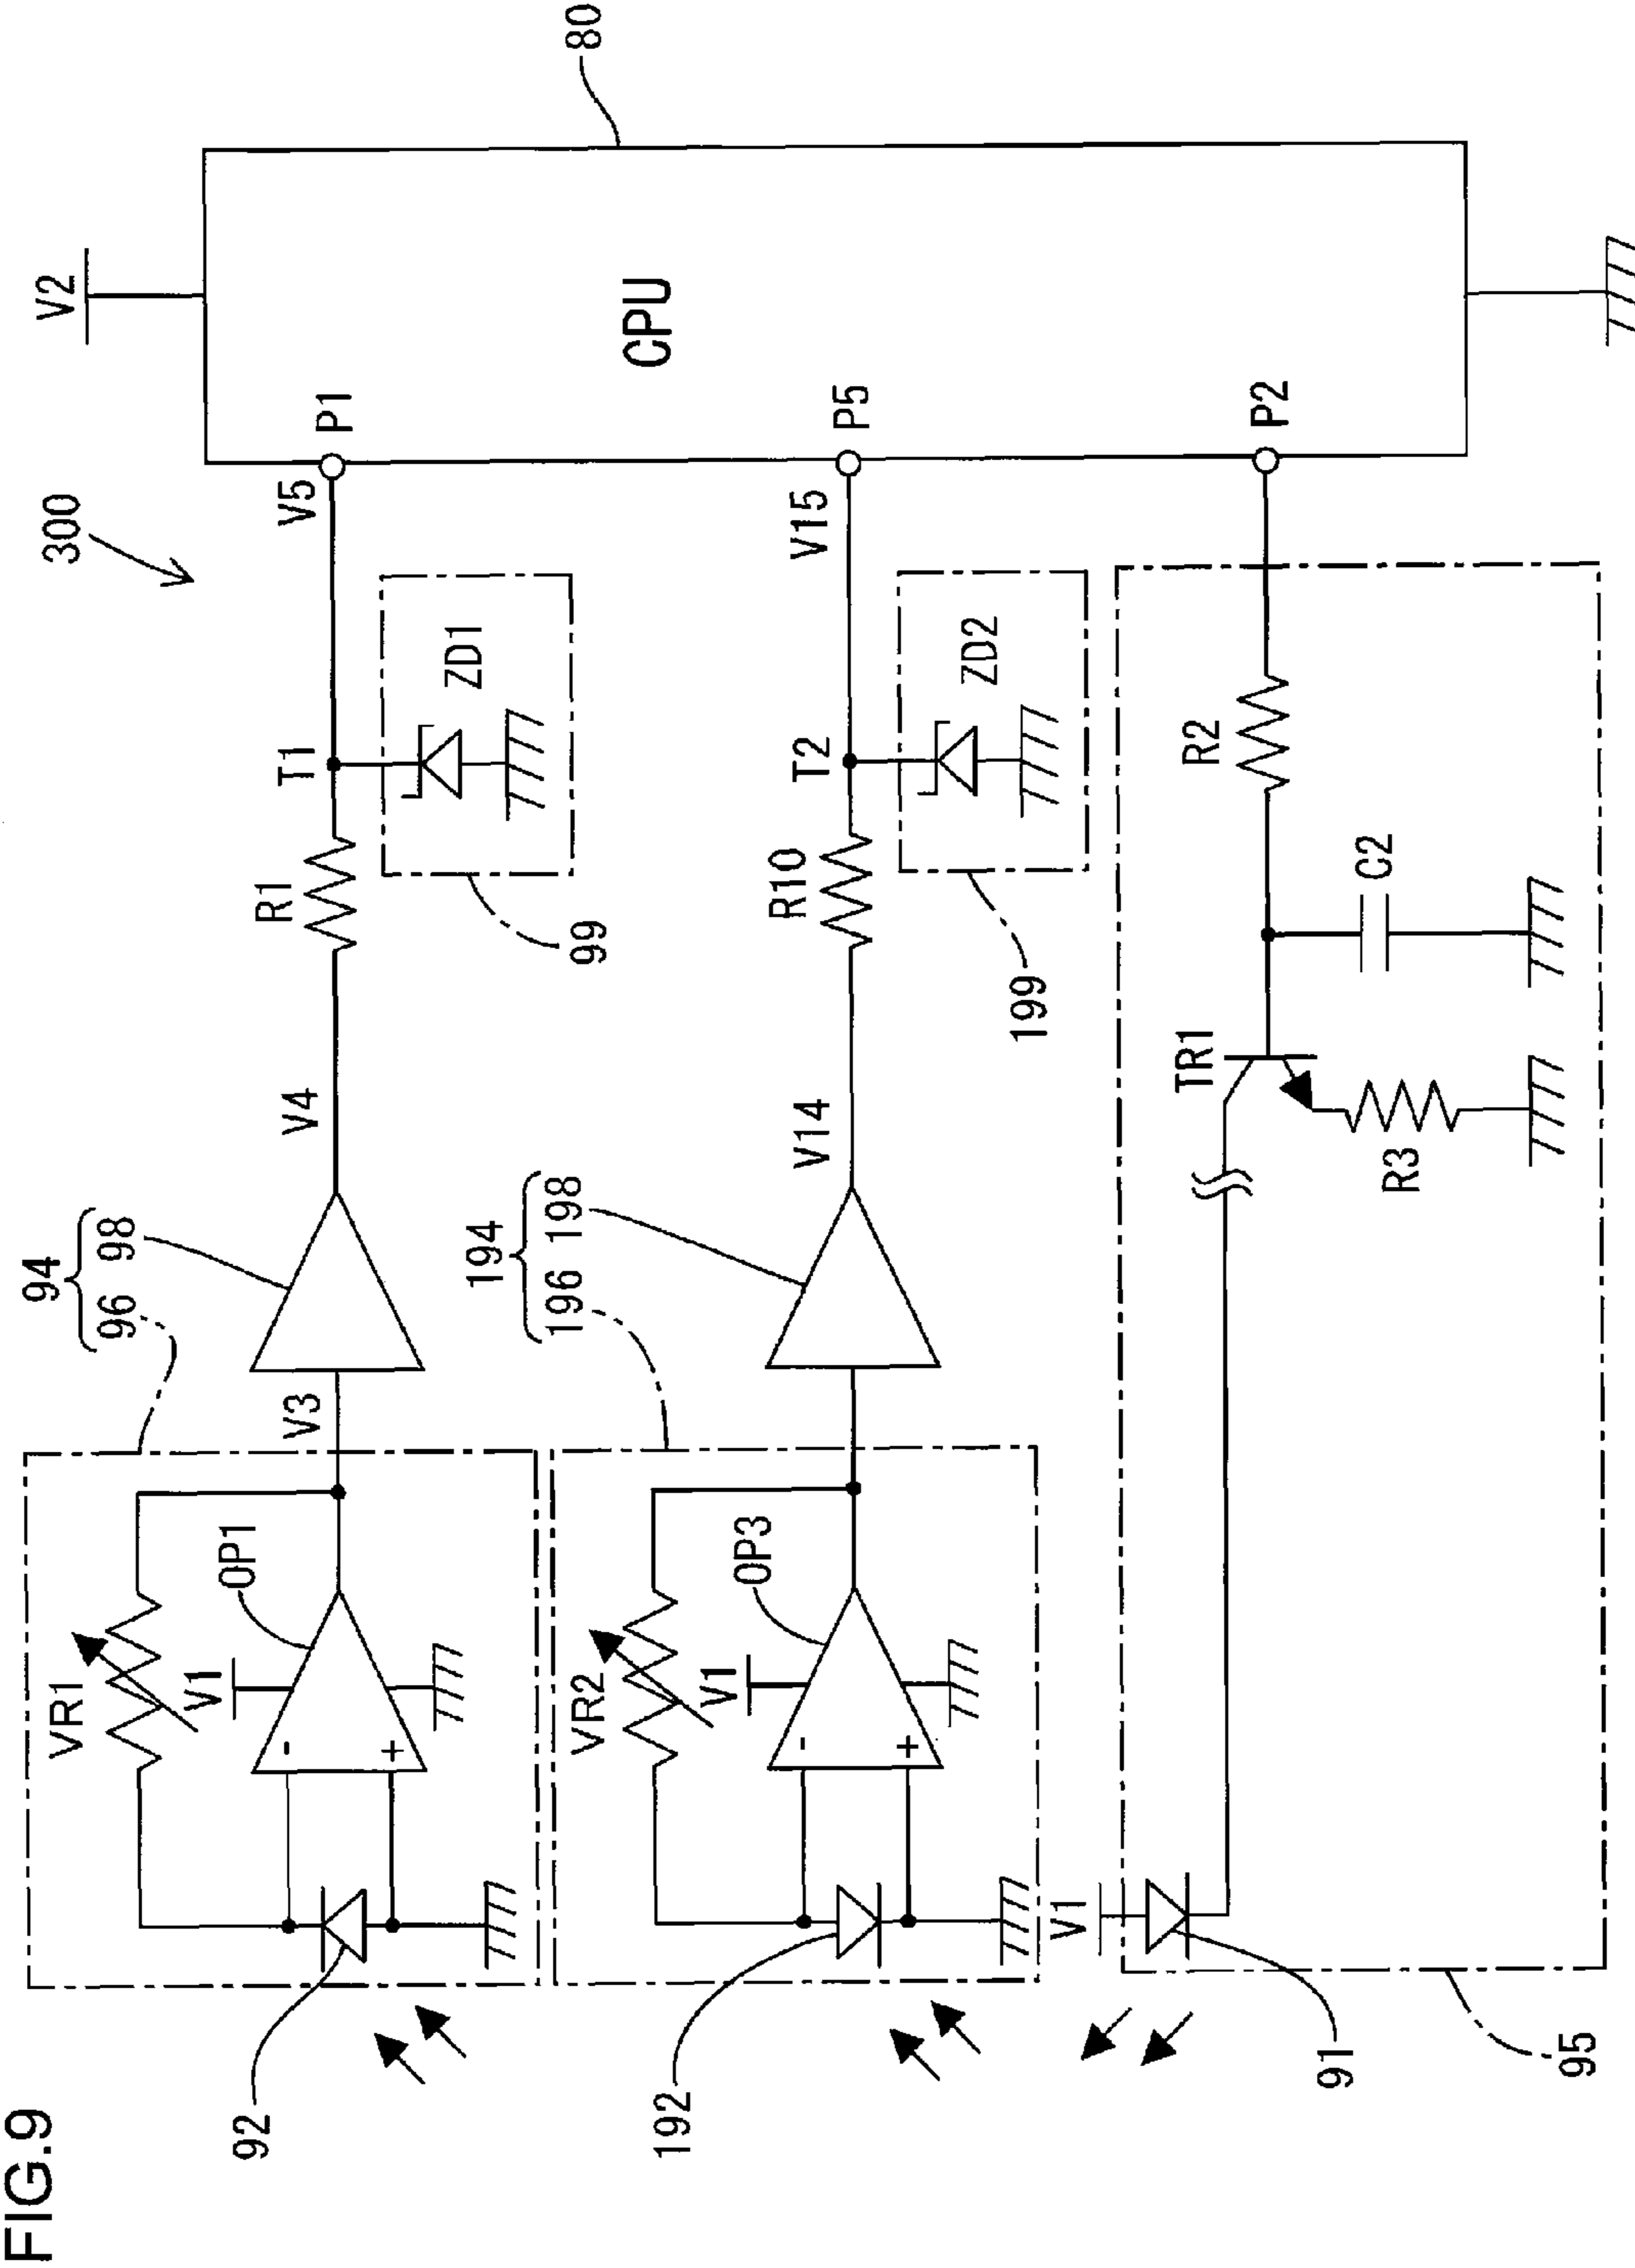 FIG.9
300
V2
80
CPU
P1
P5
P2
94
96 98
VR1
V1
OP1
92
V3
V4
R1
T1
V5
ZD1
99
194
196 198
VR2
V1
OP3
-
+
-
+
192
V14
R10
T2
V15
ZD2
199
V1
91
95
TR1
R3
C2
R2